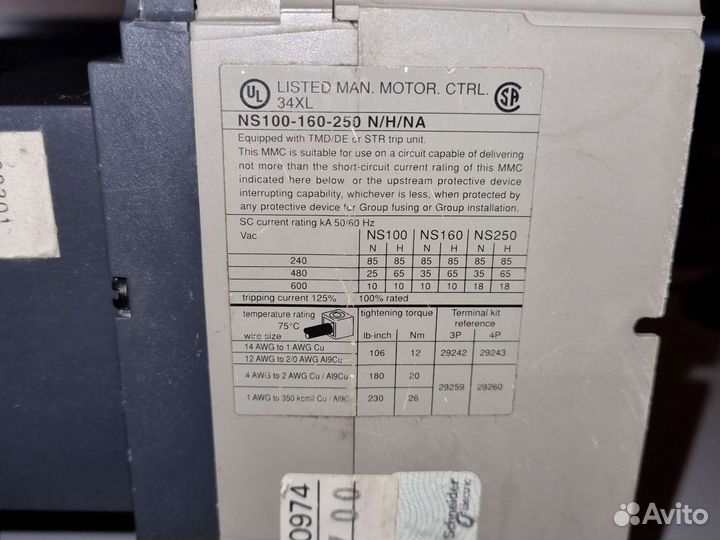 UL LISTED MAN. MOTOR. CTRL. SA
34XL
NS100-160-250 N/H/NA
Equipped with TMD/DE or STR trip unit.
This MMC is suitable for use on a circuit capable of delivering
not more than the short-circuit current rating of this MMC
indicated here below, or the upstream protective device
interrupting capability, whichever is less, when protected by
any protective device for Group fusing or Group installation.
SC current rating kA 50/60 Hz
Vac NS100 NS160 NS250
N H N H N H
240 85 85 85 85 85 85
480 25 65 35 65 35 65
600 10 10 10 10 18 18
tripping current 125% 100% rated
temperature rating tightening torque Terminal kit
75°C reference
wire size lb-inch Nm 3P 4P
14 AWG to 1 AWG Cu
12 AWG to 2/0 AWG Al9Cu 106 12 29242 29243
4 AWG to 2 AWG Cu / Al9Cu 180 20
29259 29260
1 AWG to 350 kcmil Cu / Al9C 230 26
0974
700
Schneider
Electric
Avito